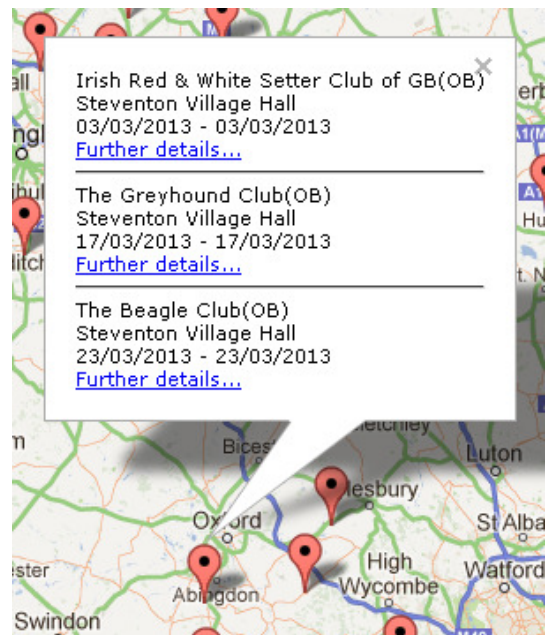 Irish Red & White Setter Club of GB(OB)
Steventon Village Hall
03/03/2013 - 03/03/2013
Further details...
The Greyhound Club(OB)
Steventon Village Hall
17/03/2013 - 17/03/2013
Further details...
The Beagle Club(OB)
Steventon Village Hall
23/03/2013 - 23/03/2013
Further details...
Luton
Oxford
St Alba
Abingdon
High
Wycombe
Watford
Swindon